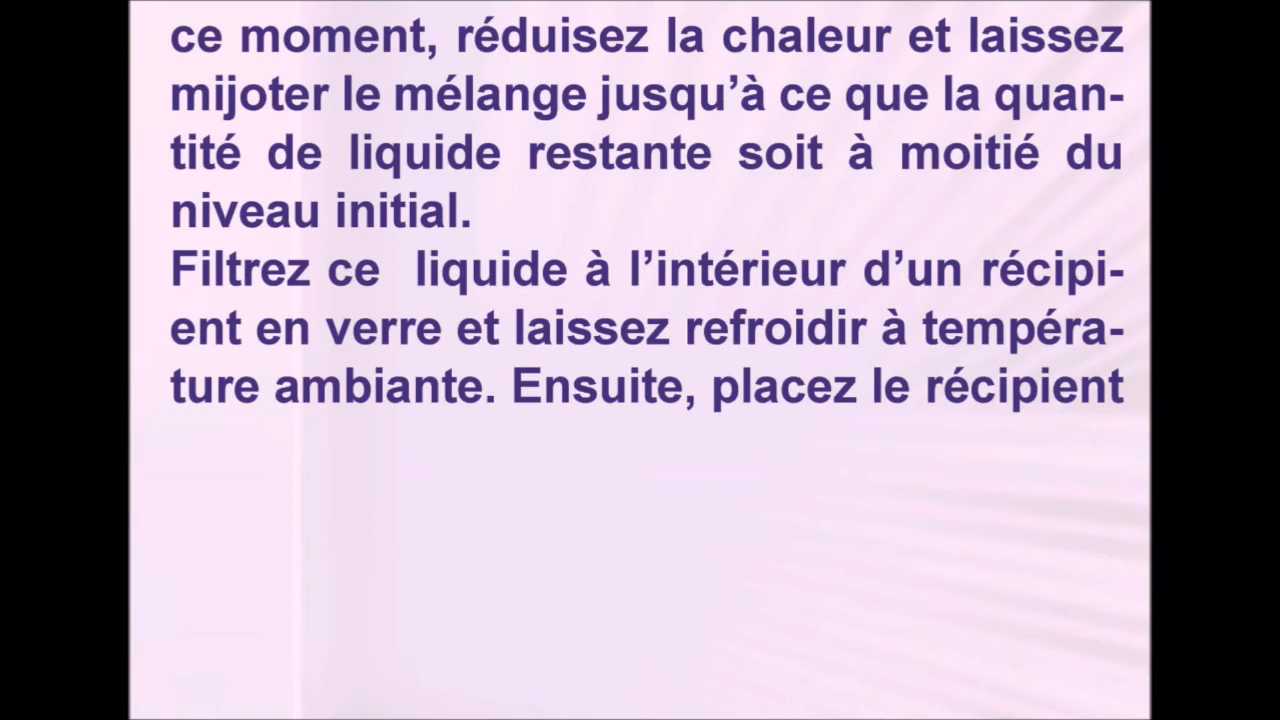 ce moment, réduisez la chaleur et laissez
mijoter le mélange jusqu’à ce que la quan-
tité de liquide restante soit à moitié du
niveau initial.
Filtrez ce  liquide à l’intérieur d’un récipi-
ent en verre et laissez refroidir à tempéra-
ture ambiante. Ensuite, placez le récipient